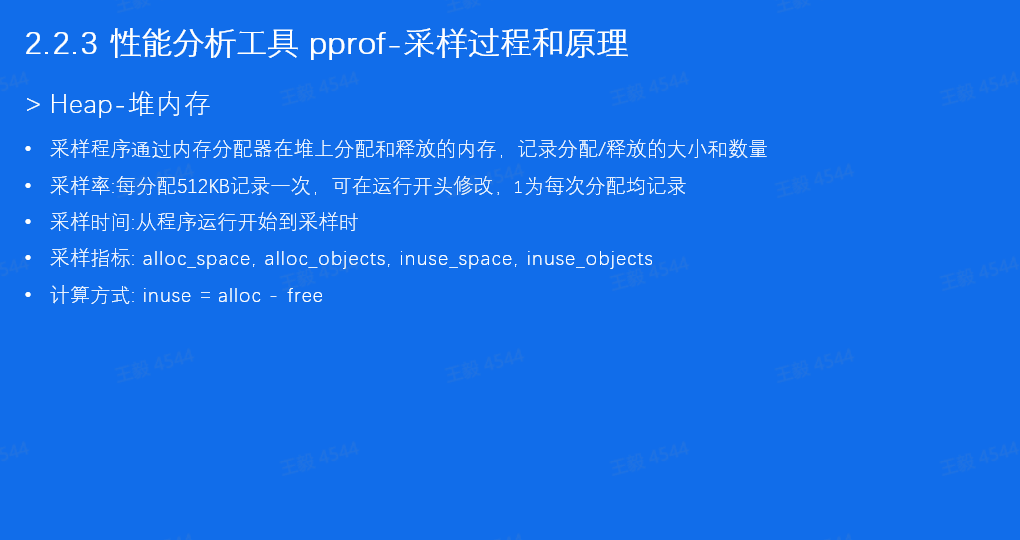 2.2.3 性能分析工具 pprof-采样过程和原理
> Heap-堆内存
• 采样程序通过内存分配器在堆上分配和释放的内存，记录分配/释放的大小和数量
• 采样率:每分配512KB记录一次，可在运行开头修改，1为每次分配均记录
• 采样时间:从程序运行开始到采样时
• 采样指标: alloc_space, alloc_objects, inuse_space, inuse_objects
• 计算方式: inuse = alloc - free
王毅 4544